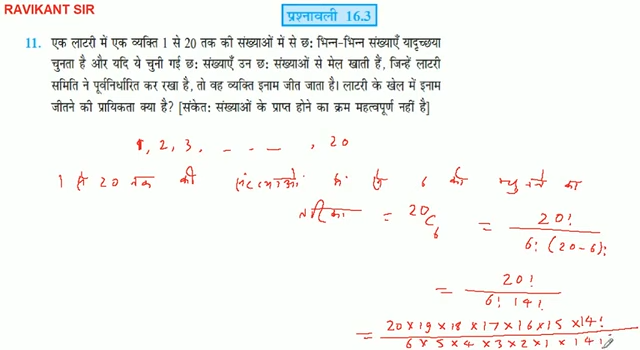 RAVIKANT SIR
प्रश्नावली 16.3
11. एक लाटरी में एक व्यक्ति 1 से 20 तक की संख्याओं में से छः भिन्न-भिन्न संख्याएँ यादृच्छया
चुनता है और यदि ये चुनी गई छः संख्याएँ उन छः संख्याओं से मेल खाती हैं, जिन्हें लाटरी
समिति ने पूर्वनिर्धारित कर रखा है, तो वह व्यक्ति इनाम जीत जाता है। लाटरी के खेल में इनाम
जीतने की प्रायिकता क्या है? [संकेत: संख्याओं के प्राप्त होने का क्रम महत्वपूर्ण नहीं है]
1, 2, 3, - - - , 20
1 से 20 तक की संख्याओं में से 6 को चुनने का
तरीका = 20C6 = 20! / 6! (20-6)!
= 20! / 6! 14!
= 20×19×18×17×16×15×14! / 6×5×4×3×2×1×14!